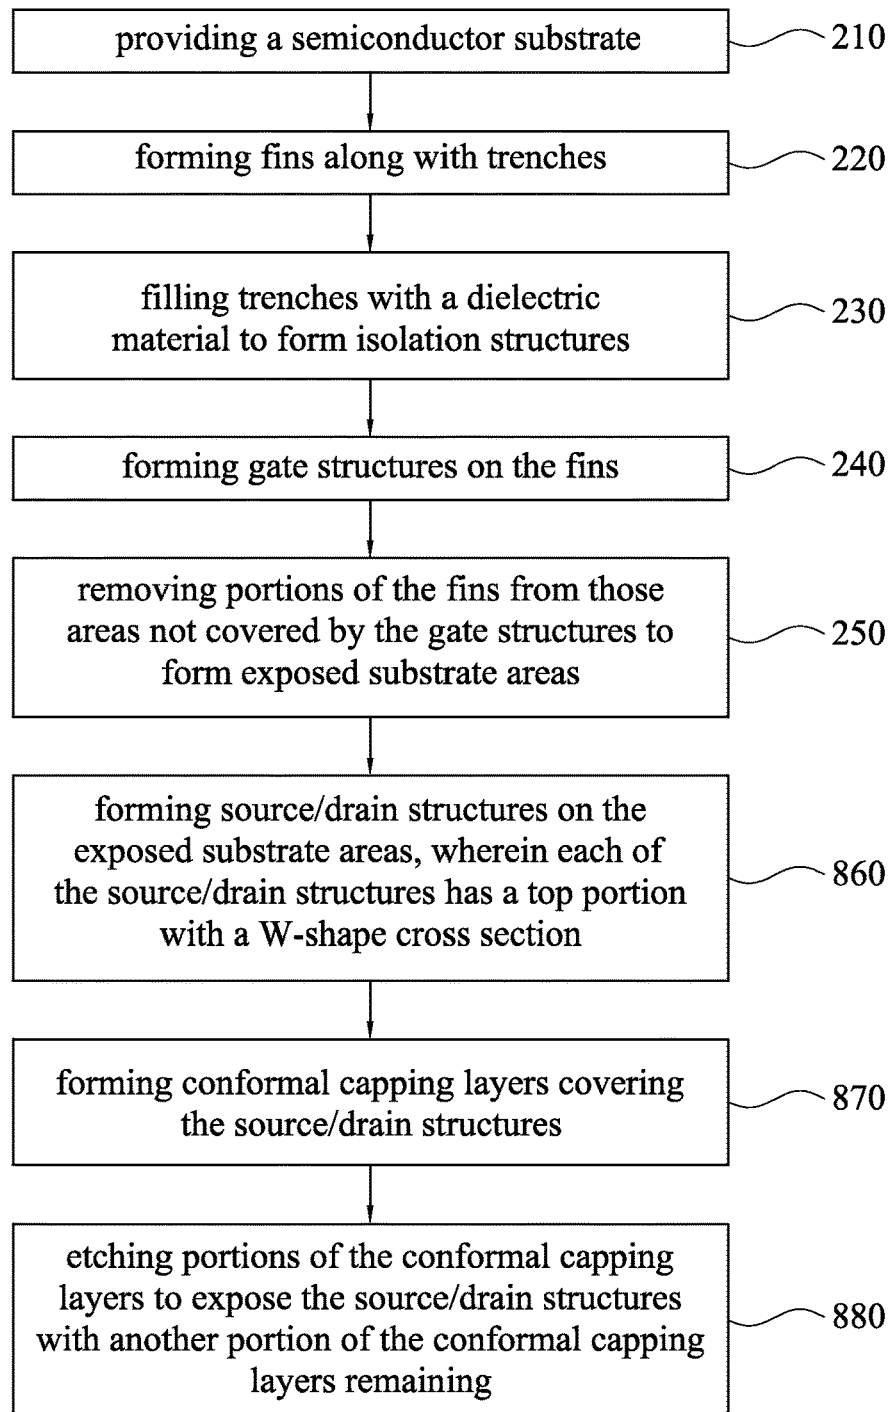 providing a semiconductor substrate
210
forming fins along with trenches
220
filling trenches with a dielectric
material to form isolation structures
230
forming gate structures on the fins
240
removing portions of the fins from those
areas not covered by the gate structures to
form exposed substrate areas
250
forming source/drain structures on the
exposed substrate areas, wherein each of
the source/drain structures has a top portion
with a W-shape cross section
860
forming conformal capping layers covering
the source/drain structures
870
etching portions of the conformal capping
layers to expose the source/drain structures
with another portion of the conformal capping
layers remaining
880